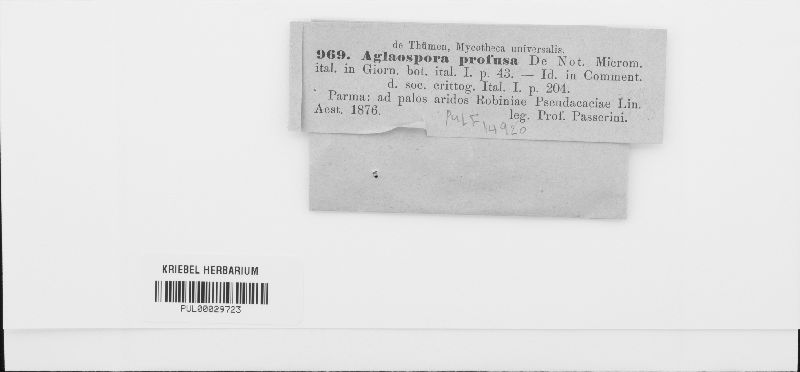 de Thümen, Mycotheca universalis.
969. Aglaospora profusa De Not. Microm.
ital. in Giorn. bot. ital. I. p. 43. — Id. in Comment.
d. soc. crittog. Ital. I. p. 204.
Parma: ad palos aridos Robiniae Pseudacaciae Lin.
Aest. 1876. leg. Prof. Passerini.
PUL F 14920
KRIEBEL HERBARIUM
PUL00029723